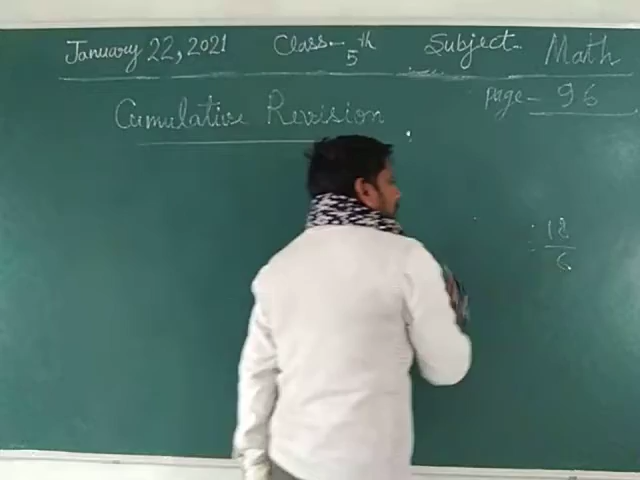 January 22, 2021 Class - 5th Subject - Math
Page - 96
Cumulative Revision
= 18
6